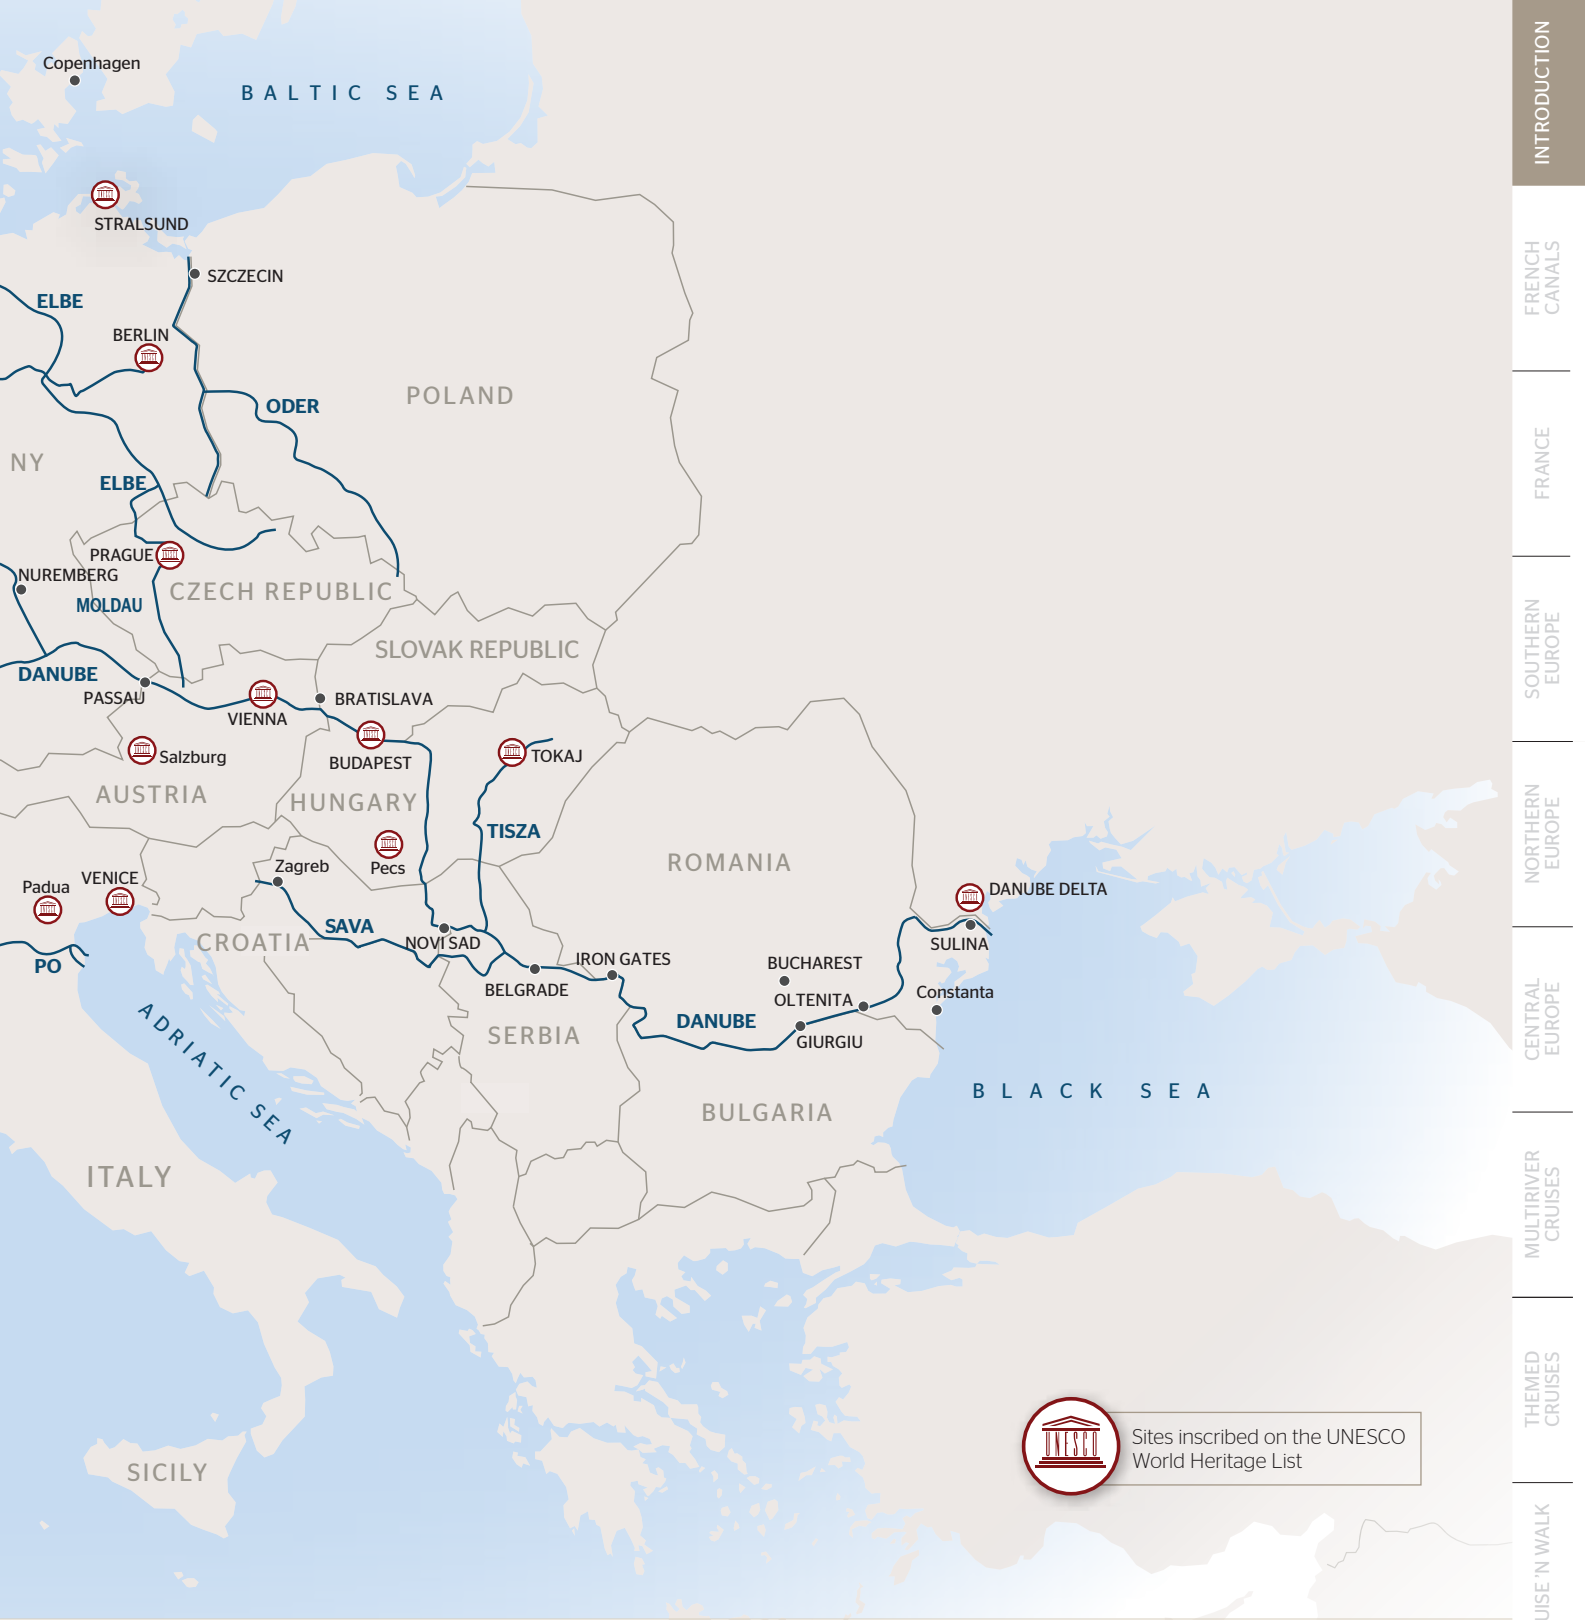 Copenhagen
BALTIC SEA
STRALSUND
SZCZECIN
ELBE
BERLIN
POLAND
ODER
NY
ELBE
PRAGUE
NUREMBERG
CZECH REPUBLIC
MOLDAU
SLOVAK REPUBLIC
DANUBE
PASSAU
BRATISLAVA
VIENNA
Salzburg
BUDAPEST
TOKAJ
AUSTRIA
HUNGARY
TISZA
Pecs
ROMANIA
Zagreb
VENICE
Padua
DANUBE DELTA
SAVA
CROATIA
NOVI SAD
SULINA
PO
IRON GATES
BUCHAREST
BELGRADE
OLTENITA
Constanta
DANUBE
SERBIA
GIURGIU
ADRIATIC SEA
BLACK SEA
BULGARIA
ITALY
SICILY
UNESCO
Sites inscribed on the UNESCO
World Heritage List
INTRODUCTION
FRENCH
CANALS
FRANCE
SOUTHERN
EUROPE
NORTHERN
EUROPE
CENTRAL
EUROPE
MULTIRIVER
CRUISES
THEMED
CRUISES
UISE 'N WALK